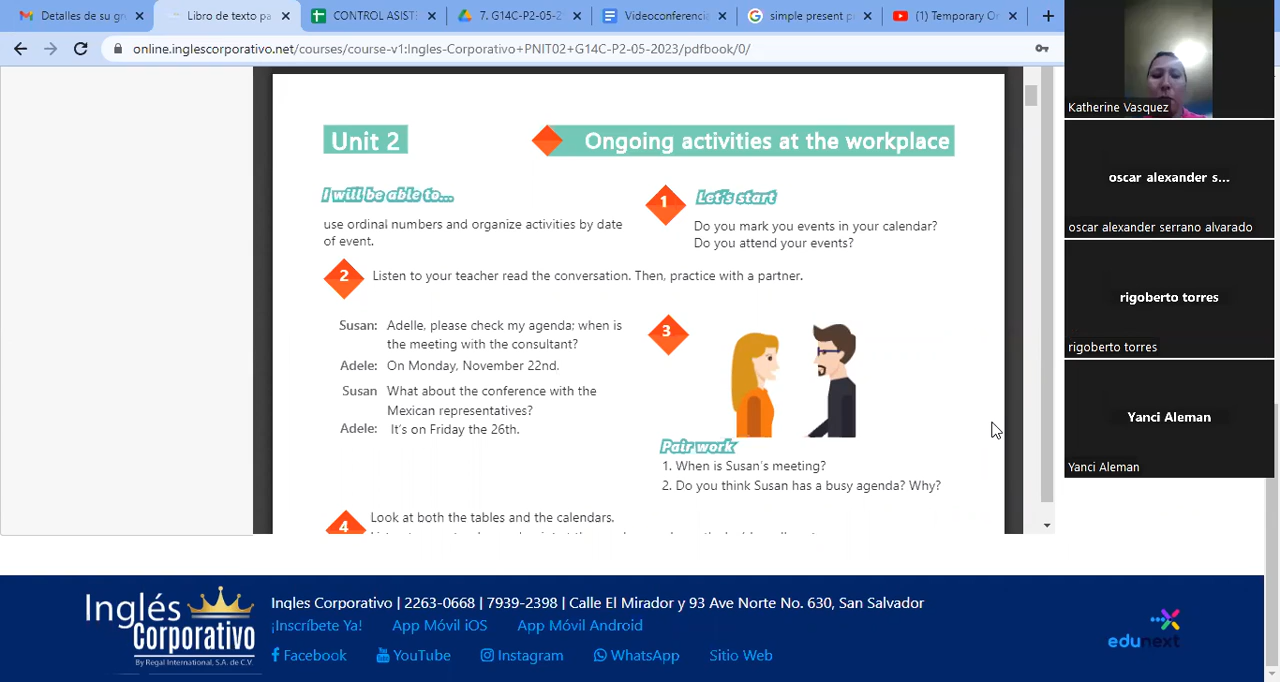 Detalles de su gr
Libro de texto pa
CONTROL ASIST
7. G14C-P2-05-2
Videoconferencia
simple present p
(1) Temporary Or
online.inglescorporativo.net/courses/course-v1:Ingles-Corporativo+PNIT02+G14C-P2-05-2023/pdfbook/0/
Unit 2
Ongoing activities at the workplace
I will be able to...
use ordinal numbers and organize activities by date
of event.
1
Let's start
Do you mark you events in your calendar?
Do you attend your events?
2
Listen to your teacher read the conversation. Then, practice with a partner.
Susan: Adelle, please check my agenda; when is
the meeting with the consultant?
Adele: On Monday, November 22nd.
Susan What about the conference with the
Mexican representatives?
Adele: It's on Friday the 26th.
3
Pair work
1. When is Susan's meeting?
2. Do you think Susan has a busy agenda? Why?
4
Look at both the tables and the calendars.
Katherine Vasquez
oscar alexander s...
oscar alexander serrano alvarado
rigoberto torres
rigoberto torres
Yanci Aleman
Yanci Aleman
Inglés
Corporativo
By Regal International, S.A. de C.V.
Ingles Corporativo | 2263-0668 | 7939-2398 | Calle El Mirador y 93 Ave Norte No. 630, San Salvador
¡Inscríbete Ya! App Móvil iOS App Móvil Android
Facebook YouTube Instagram WhatsApp Sitio Web
edunext